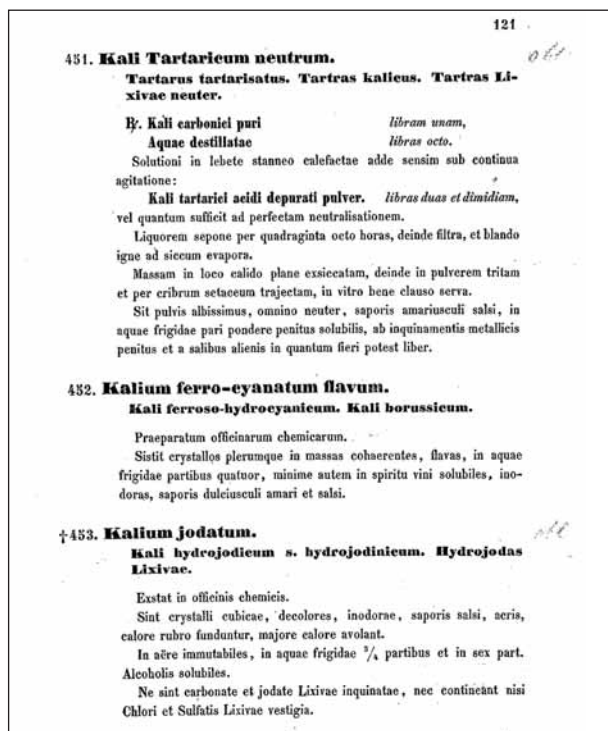 121
451. Kali Tartaricum neutrum.
Tartarus tartarisatus. Tartras kalicus. Tartras Li-
xivae neuter.
℞. Kali carbonici puri libram unam,
Aquae destillatae libras octo.
Solutioni in lebete stanneo calefactae adde sensim sub continua
agitatione:
Kali tartarici acidi depurati pulver. libras duas et dimidiam,
vel quantum sufficit ad perfectam neutralisationem.
Liquorem sepone per quadraginta octo horas, deinde filtra, et blando
igne ad siccum evapora.
Massam in loco calido plane exsiccatam, deinde in pulverem tritam
et per cribrum setaceum trajectam, in vitro bene clauso serva.
Sit pulvis albissimus, omnino neuter, saporis amariusculi salsi, in
aquae frigidae pari pondere penitus solubilis, ab inquinamentis metallicis
penitus et a salibus alienis in quantum fieri potest liber.
452. Kalium ferro-cyanatum flavum.
Kali ferroso-hydrocyanicum. Kali borussicum.
Praeparatum officinarum chemicarum.
Sistit crystallos plerumque in massas cohaerentes, flavas, in aquae
frigidae partibus quatuor, minime autem in spiritu vini solubiles, ino-
doras, saporis dulciusculi amari et salsi.
†453. Kalium jodatum.
Kali hydrojodicum s. hydrojodinicum. Hydrojodas
Lixivae.
Exstat in officinis chemicis.
Sint crystalli cubicae, decolores, inodorae, saporis salsi, acris,
calore rubro funduntur, majore calore avolant.
In aëre immutabiles, in aquae frigidae ¾ partibus et in sex part.
Alcoholis solubiles.
Ne sint carbonate et jodate Lixivae inquinatae, nec contineant nisi
Chlori et Sulfatis Lixivae vestigia.